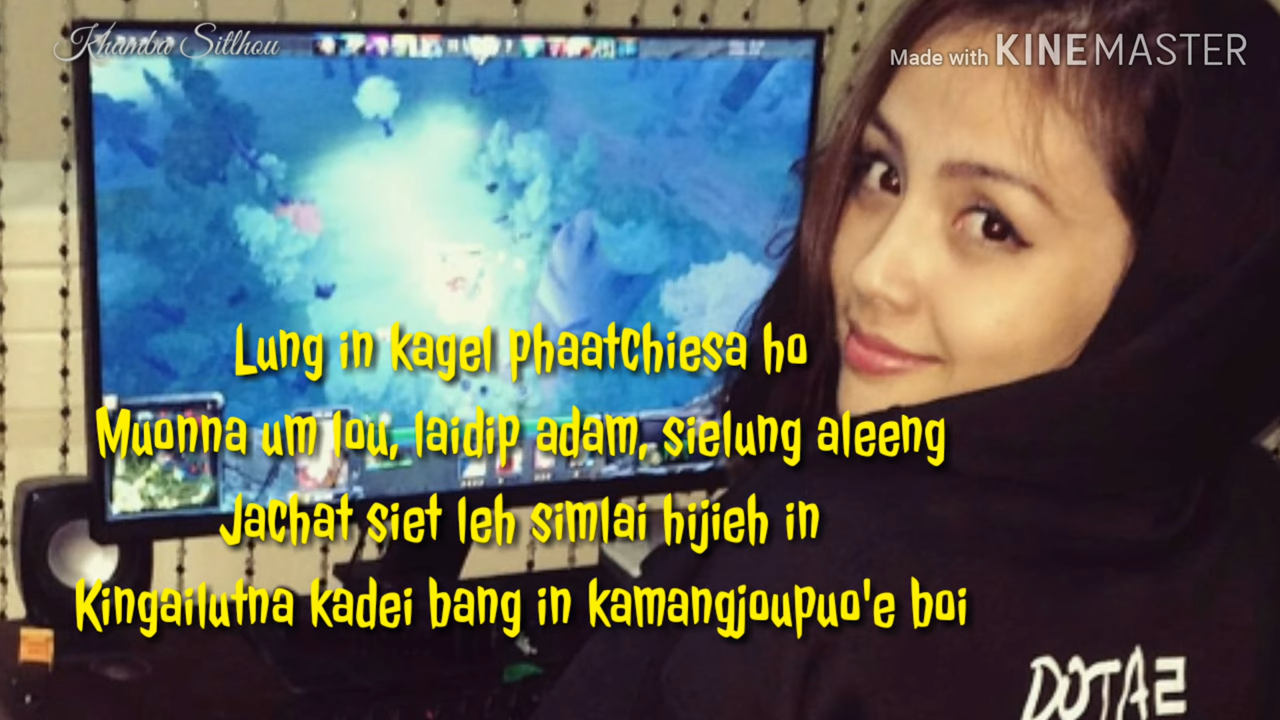 Khamba Sitlhou
Made with KINEMASTER
Lung in kagel phaatchiesa ho
Muonna um lou, laidip adam, sielung aleeng
Jachat siet leh simlai hijieh in
Kingailutna kadei bang in kamangjoupuo'e boi
DOTA2